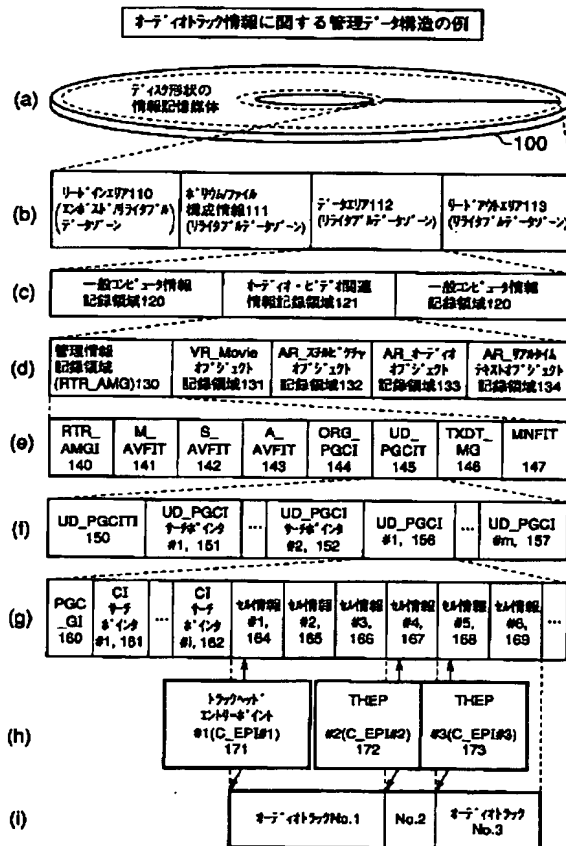 オーディオトラック情報に関する管理データ構造の例
(a)
ディスク形状の
情報記憶媒体
100
(b)
リードインエリア110
(エンボスド/リライタブル)
データゾーン
ボリウム/ファイル
構成情報111
(リライタブルデータゾーン)
データエリア112
(リライタブルデータゾーン)
リードアウトエリア113
(リライタブルデータゾーン)
(c)
一般コンピュータ情報
記録領域120
オーディオ・ビデオ関連
情報記録領域121
一般コンピュータ情報
記録領域120
(d)
管理情報
記録領域
(RTR_AMG)130
VR_Movie
オブジェクト
記録領域131
AR_スチルピクチャ
オブジェクト
記録領域132
AR_オーディオ
オブジェクト
記録領域133
AR_リアルタイム
テキストオブジェクト
記録領域134
(e)
RTR_
AMGI
140
M_
AVFIT
141
S_
AVFIT
142
A_
AVFIT
143
ORG_
PGCI
144
UD_
PGCIT
145
TXDT_
MG
146
MNFIT
147
(f)
UD_PGCITI
150
UD_PGCI
サーチポインタ
#1, 151
…
UD_PGCI
サーチポインタ
#2, 152
UD_PGCI
#1, 156
…
UD_PGCI
#m, 157
(g)
PGC
_GI
160
CI
サーチ
ポインタ
#1, 161
…
CI
サーチ
ポインタ
#i, 162
セル情報
#1,
164
セル情報
#2,
165
セル情報
#3,
166
セル情報
#4,
167
セル情報
#5,
168
セル情報
#6,
169
…
(h)
トラックヘッド
エントリーポイント
#1(C_EPI#1)
171
THEP
#2(C_EPI#2)
172
THEP
#3(C_EPI#3)
173
(i)
オーディオトラックNo.1
No.2
オーディオトラック
No.3